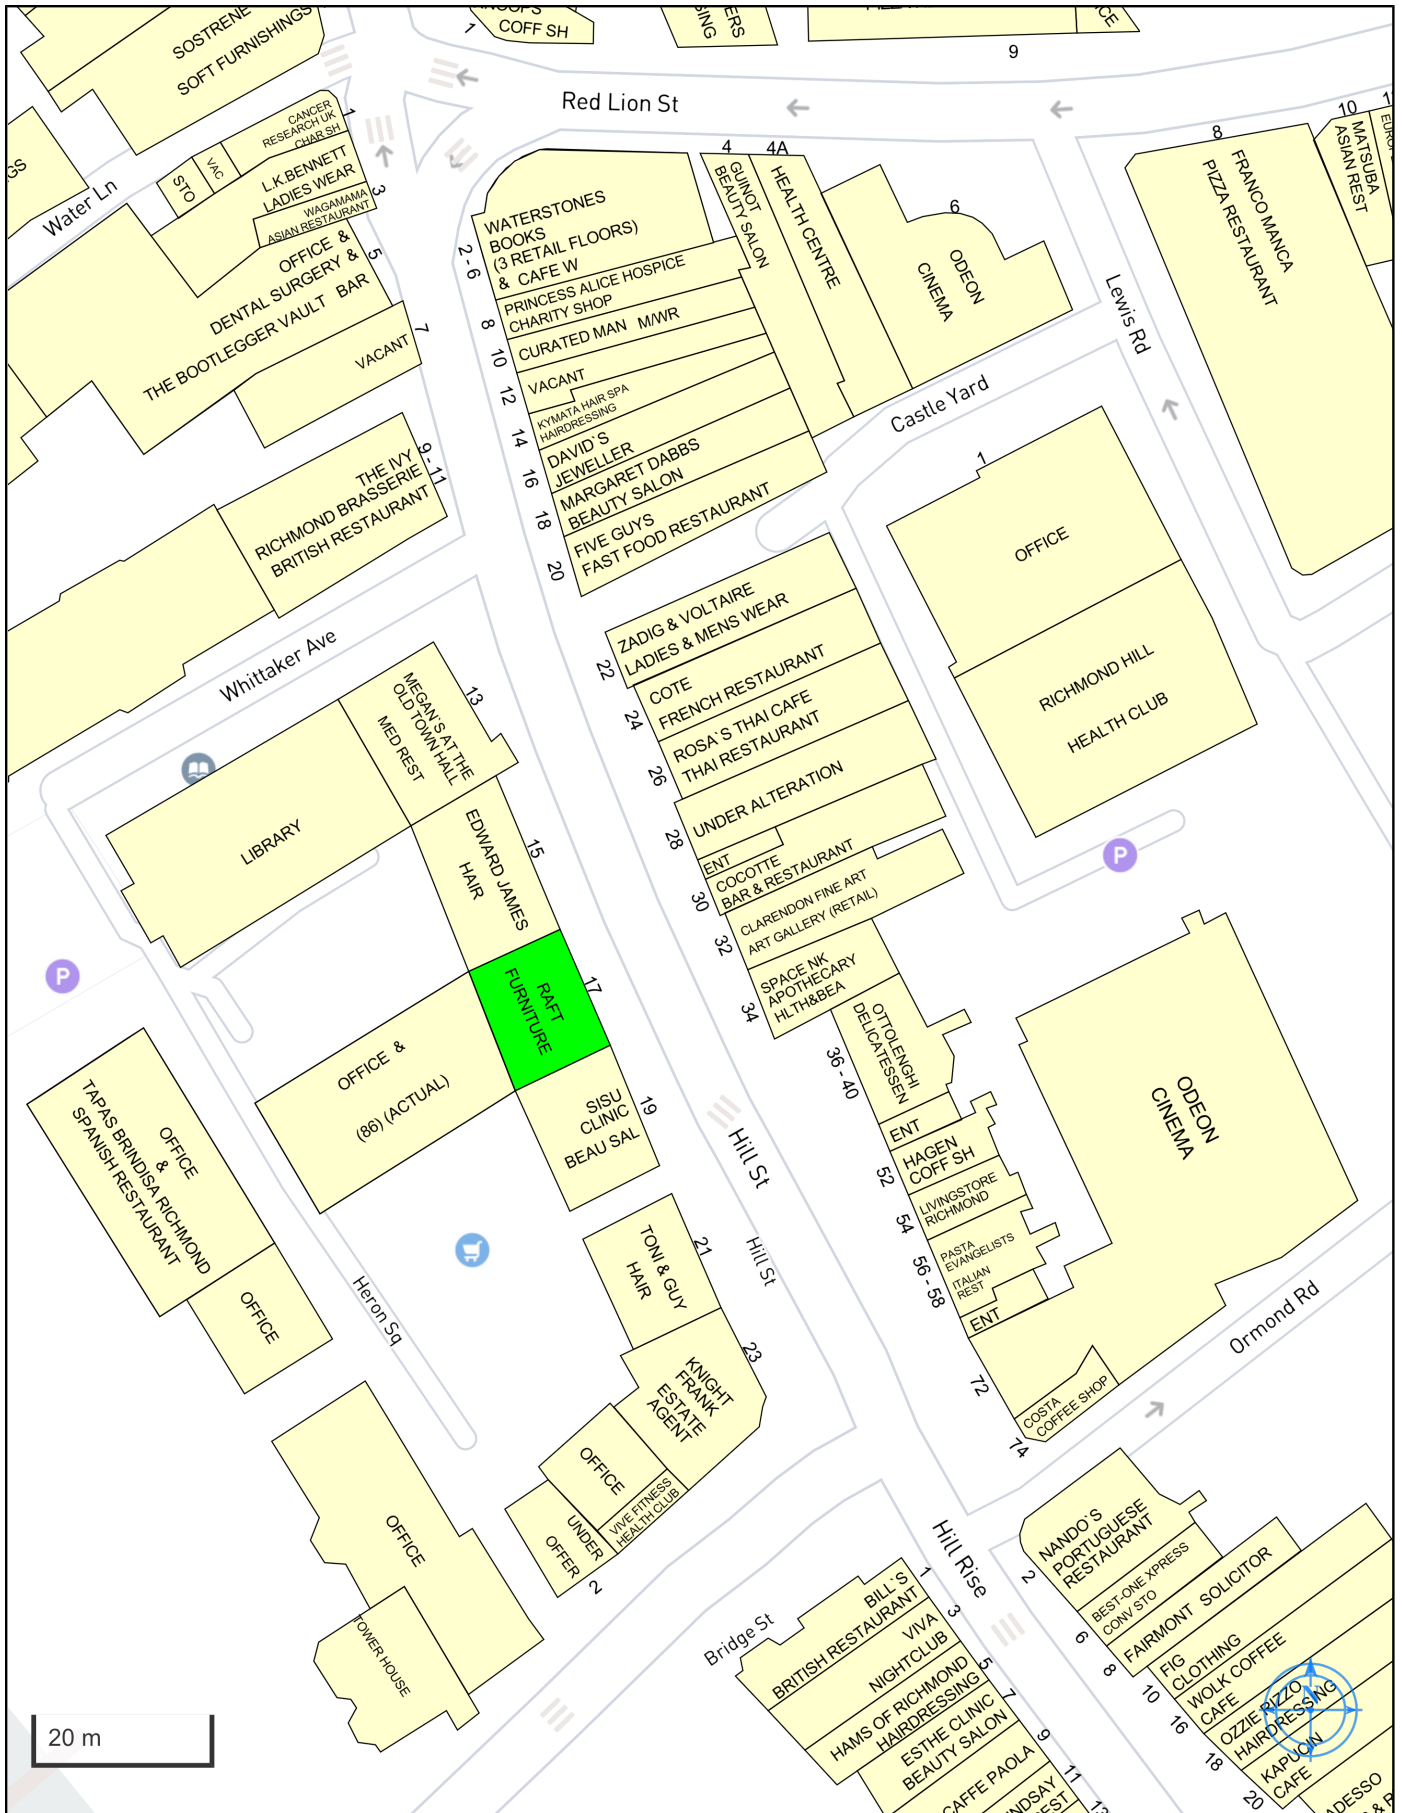 COFF SH
1
SOSTRENE
SOFT FURNISHINGS
9
Red Lion St
CANCER
RESEARCH UK
CHAR SH
1
VAC
STO
L.K.BENNETT
LADIES WEAR
3
WAGAMAMA
ASIAN RESTAURANT
Water Ln
OFFICE &
DENTAL SURGERY &
THE BOOTLEGGER VAULT BAR
5
VACANT
7
THE IVY
RICHMOND BRASSERIE
BRITISH RESTAURANT
9 - 11
Whittaker Ave
4
4A
GUINOT
BEAUTY SALON
HEALTH CENTRE
6
ODEON
CINEMA
8
FRANCO MANCA
PIZZA RESTAURANT
10
MATSUBA
ASIAN REST
Lewis Rd
Castle Yard
WATERSTONES
BOOKS
(3 RETAIL FLOORS)
& CAFE W
2 - 6
PRINCESS ALICE HOSPICE
CHARITY SHOP
8
CURATED MAN M/WR
10
VACANT
12
KYMATA HAIR SPA
HAIRDRESSING
14
DAVID`S
JEWELLER
16
MARGARET DABBS
BEAUTY SALON
18
FIVE GUYS
FAST FOOD RESTAURANT
20
1
OFFICE
RICHMOND HILL
HEALTH CLUB
P
ZADIG & VOLTAIRE
LADIES & MENS WEAR
22
COTE
FRENCH RESTAURANT
24
ROSA`S THAI CAFE
THAI RESTAURANT
26
UNDER ALTERATION
28
ENT
COCOTTE
BAR & RESTAURANT
30
CLARENDON FINE ART
ART GALLERY (RETAIL)
32
SPACE NK
APOTHECARY
HLTH&BEA
34
OTTOLENGHI
DELICATESSEN
36 - 40
ENT
HAGEN
COFF SH
52
LIVINGSTORE
RICHMOND
54
PASTA
EVANGELISTS
ITALIAN
REST
56 - 58
ENT
ODEON
CINEMA
72
COSTA
COFFEE SHOP
74
Ormond Rd
MEGAN`S AT THE
OLD TOWN HALL
MED REST
13
LIBRARY
EDWARD JAMES
HAIR
15
RAFT
FURNITURE
17
P
OFFICE &
(86) (ACTUAL)
SISU
CLINIC
BEAU SAL
19
Hill St
Hill St
OFFICE
&
TAPAS BRINDISA RICHMOND
SPANISH RESTAURANT
OFFICE
Heron Sq
TONI & GUY
HAIR
21
KNIGHT
FRANK
ESTATE
AGENT
23
OFFICE
VIVE FITNESS
HEALTH CLUB
UNDER
OFFER
2
OFFICE
TOWER HOUSE
Bridge St
Hill Rise
BILL`S
BRITISH RESTAURANT
1
VIVA
NIGHTCLUB
3
HAMS OF RICHMOND
HAIRDRESSING
5
ESTHE CLINIC
BEAUTY SALON
7
CAFFE PAOLA
9
11
NANDO`S
PORTUGUESE
RESTAURANT
2
BEST-ONE XPRESS
CONV STO
6
FAIRMONT SOLICITOR
8
FIG
CLOTHING
10
WOLK COFFEE
CAFE
16
OZZIE RIZZO
HAIRDRESSING
18
KAPUCIN
CAFE
20
N
20 m